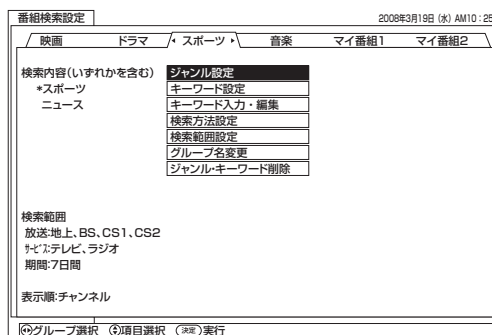 番組検索設定 2008年3月19日 (水) AM10:25
映画 ドラマ スポーツ 音楽 マイ番組1 マイ番組2
検索内容(いずれかを含む)
*スポーツ
ニュース
ジャンル設定
キーワード設定
キーワード入力・編集
検索方法設定
検索範囲設定
グループ名変更
ジャンル・キーワード削除
検索範囲
放送:地上、BS、CS1、CS2
サービス:テレビ、ラジオ
期間:7日間
表示順:チャンネル
グループ選択 項目選択 決定 実行